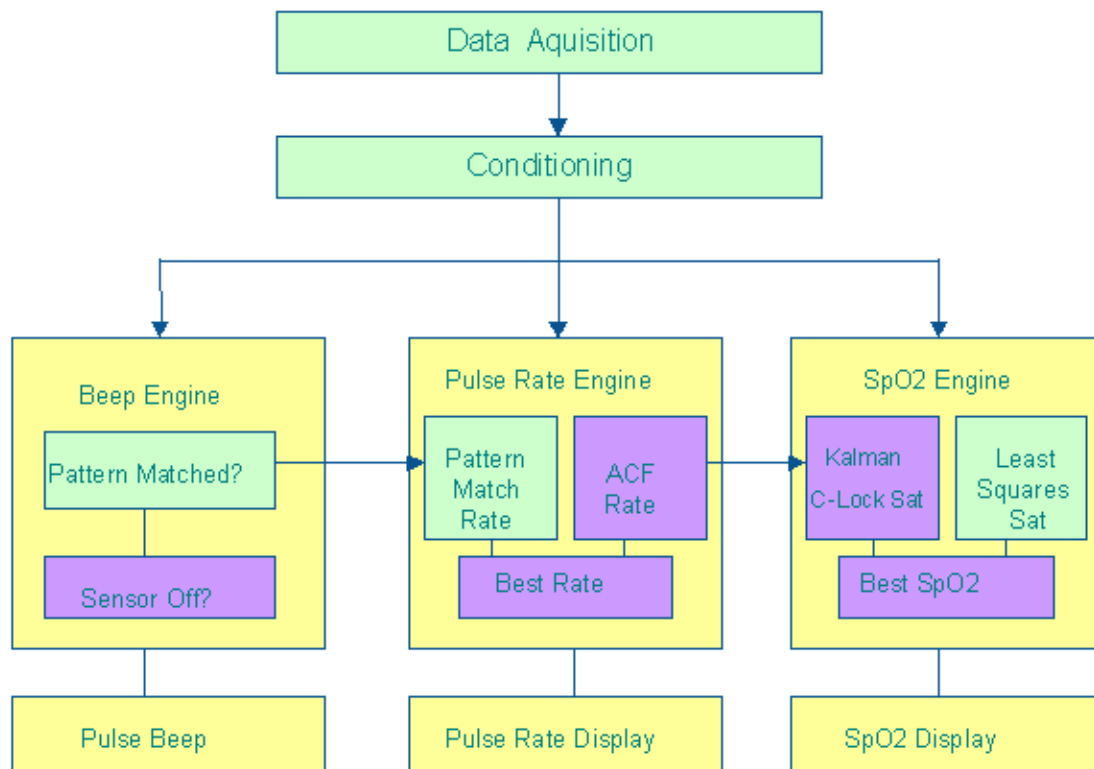 Data Aquisition
Conditioning
Beep Engine
Pattern Matched?
Sensor Off?
Pulse Beep
Pulse Rate Engine
Pattern
Match
Rate
ACF
Rate
Best Rate
Pulse Rate Display
SpO2 Engine
Kalman
C-Lock Sat
Least
Squares
Sat
Best SpO2
SpO2 Display